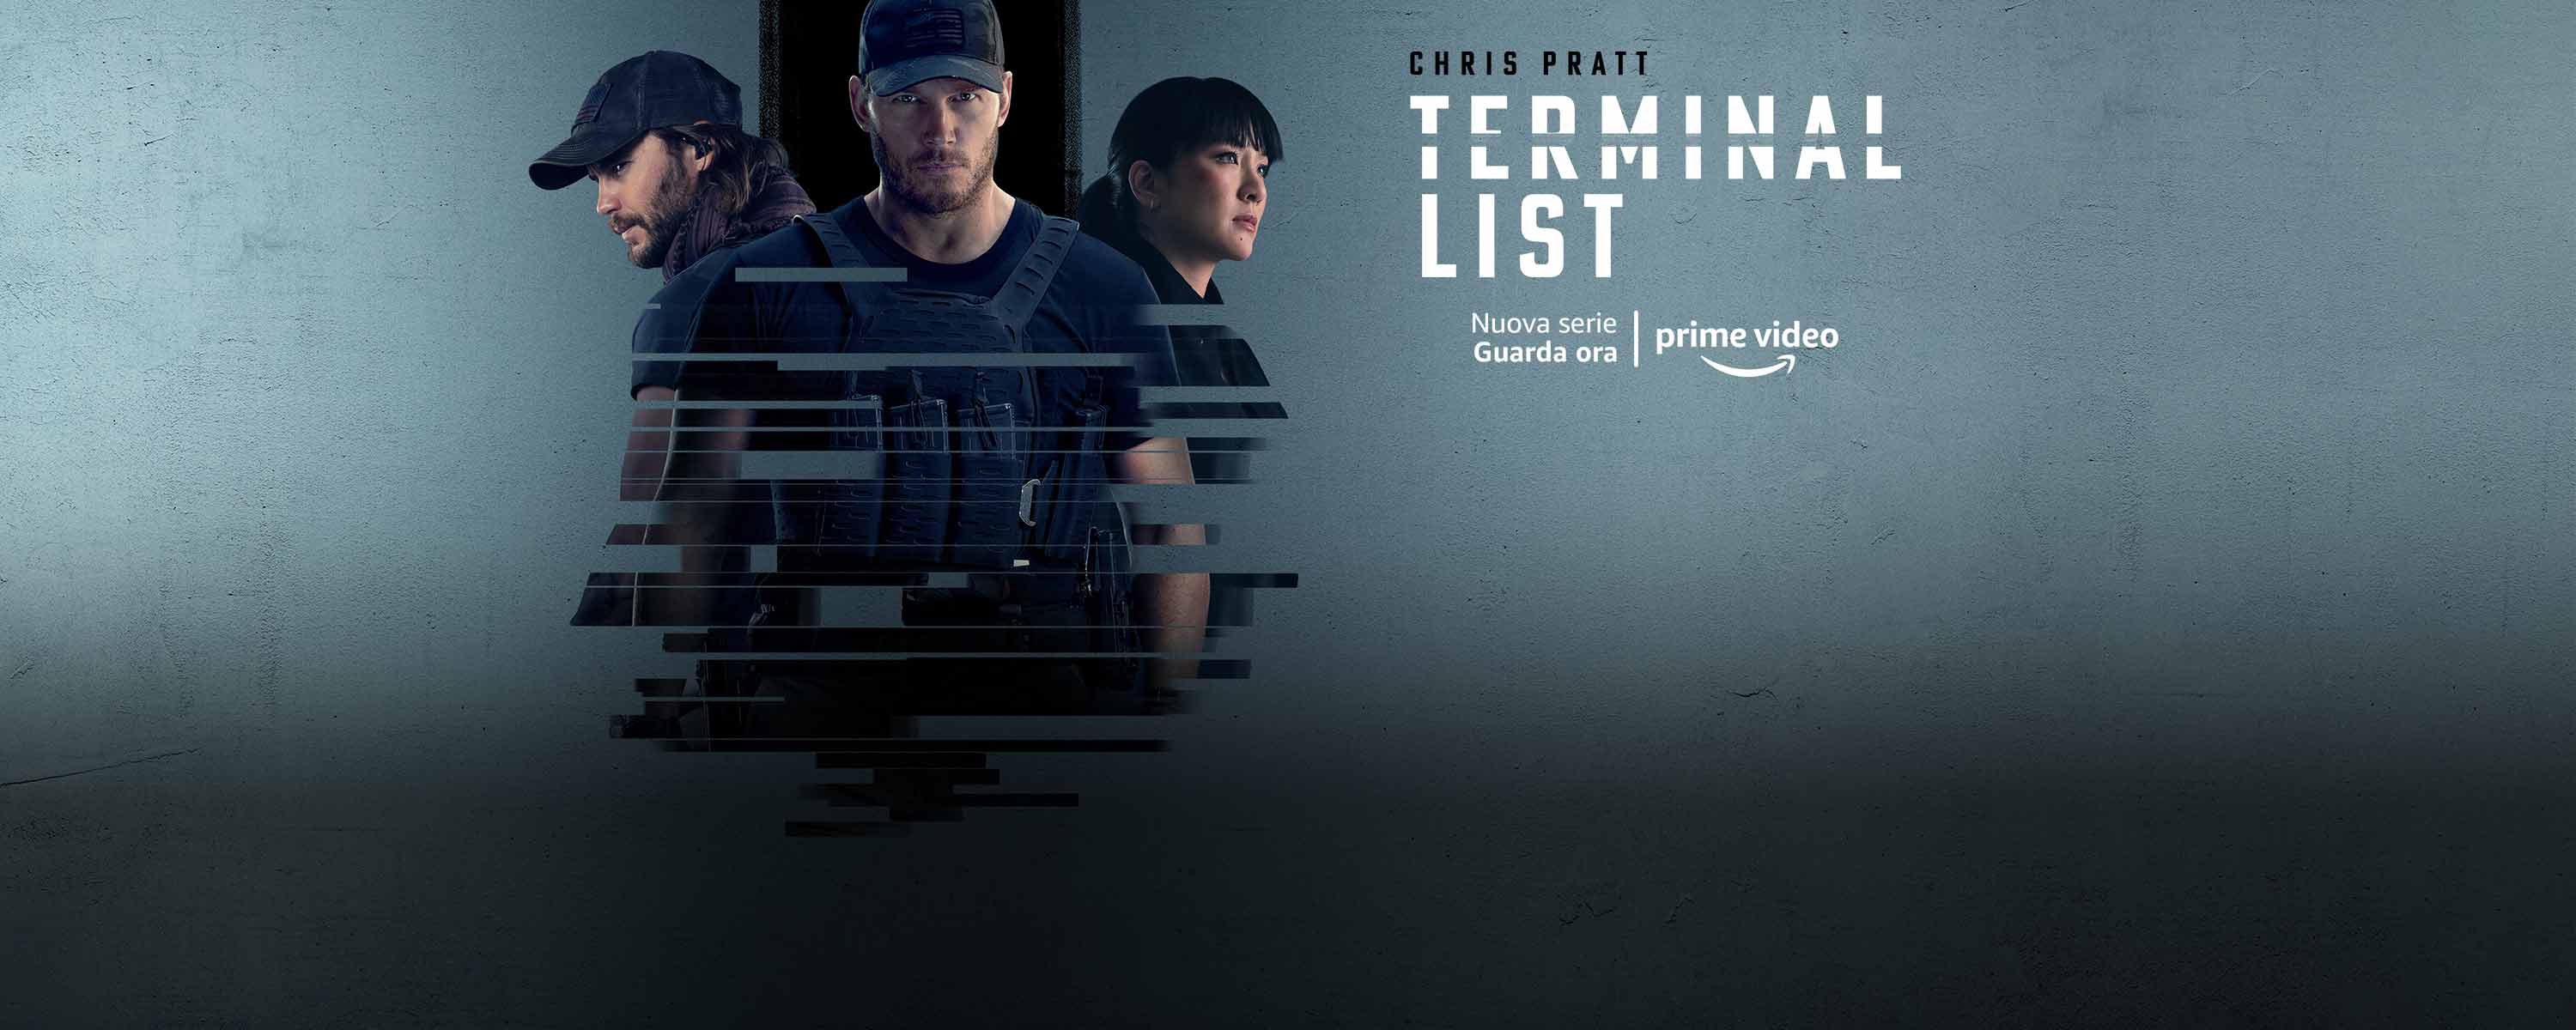 CHRIS PRATT
TERMINAL
LIST
Nuova serie
Guarda ora
prime video